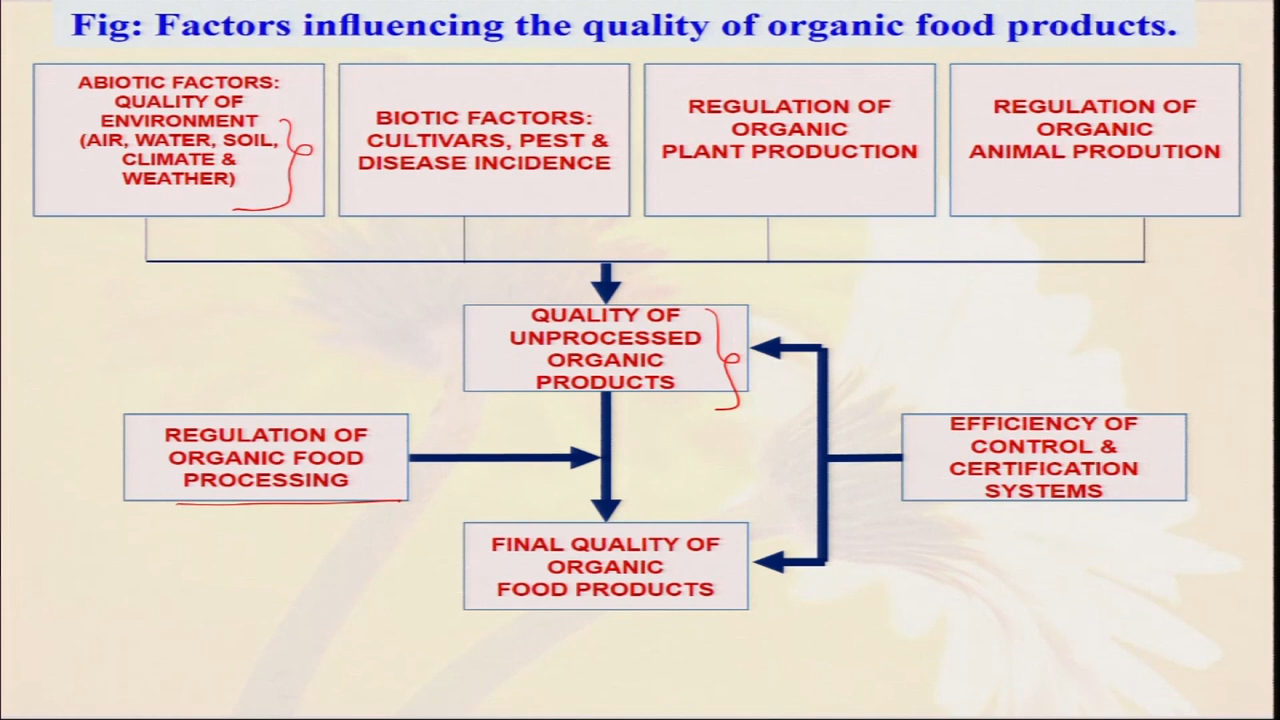 Fig: Factors influencing the quality of organic food products.
ABIOTIC FACTORS:
QUALITY OF
ENVIRONMENT
(AIR, WATER, SOIL,
CLIMATE &
WEATHER)
BIOTIC FACTORS:
CULTIVARS, PEST &
DISEASE INCIDENCE
REGULATION OF
ORGANIC
PLANT PRODUCTION
REGULATION OF
ORGANIC
ANIMAL PRODUTION
QUALITY OF
UNPROCESSED
ORGANIC
PRODUCTS
REGULATION OF
ORGANIC FOOD
PROCESSING
EFFICIENCY OF
CONTROL &
CERTIFICATION
SYSTEMS
FINAL QUALITY OF
ORGANIC
FOOD PRODUCTS